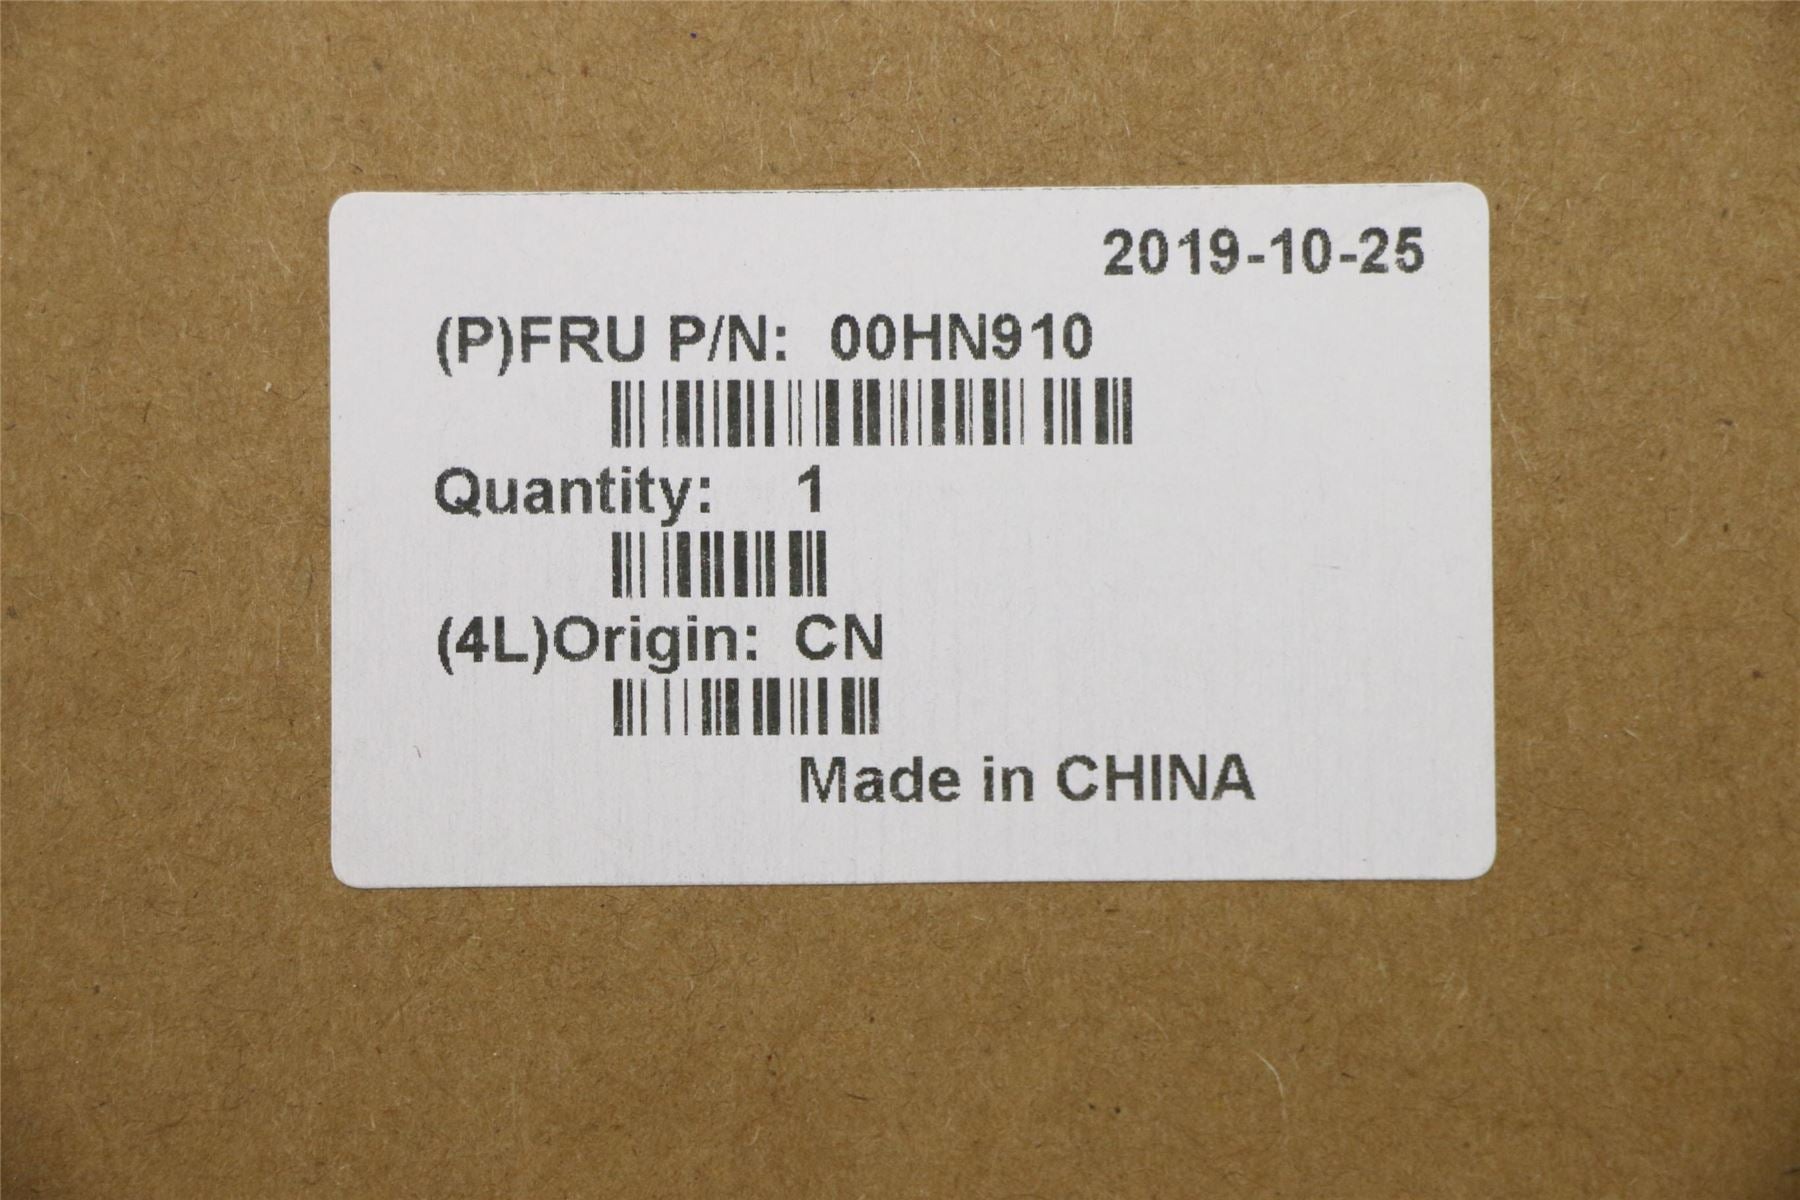 2019-10-25
(P)FRU P/N: 00HN910
Quantity: 1
(4L)Origin: CN
Made in CHINA